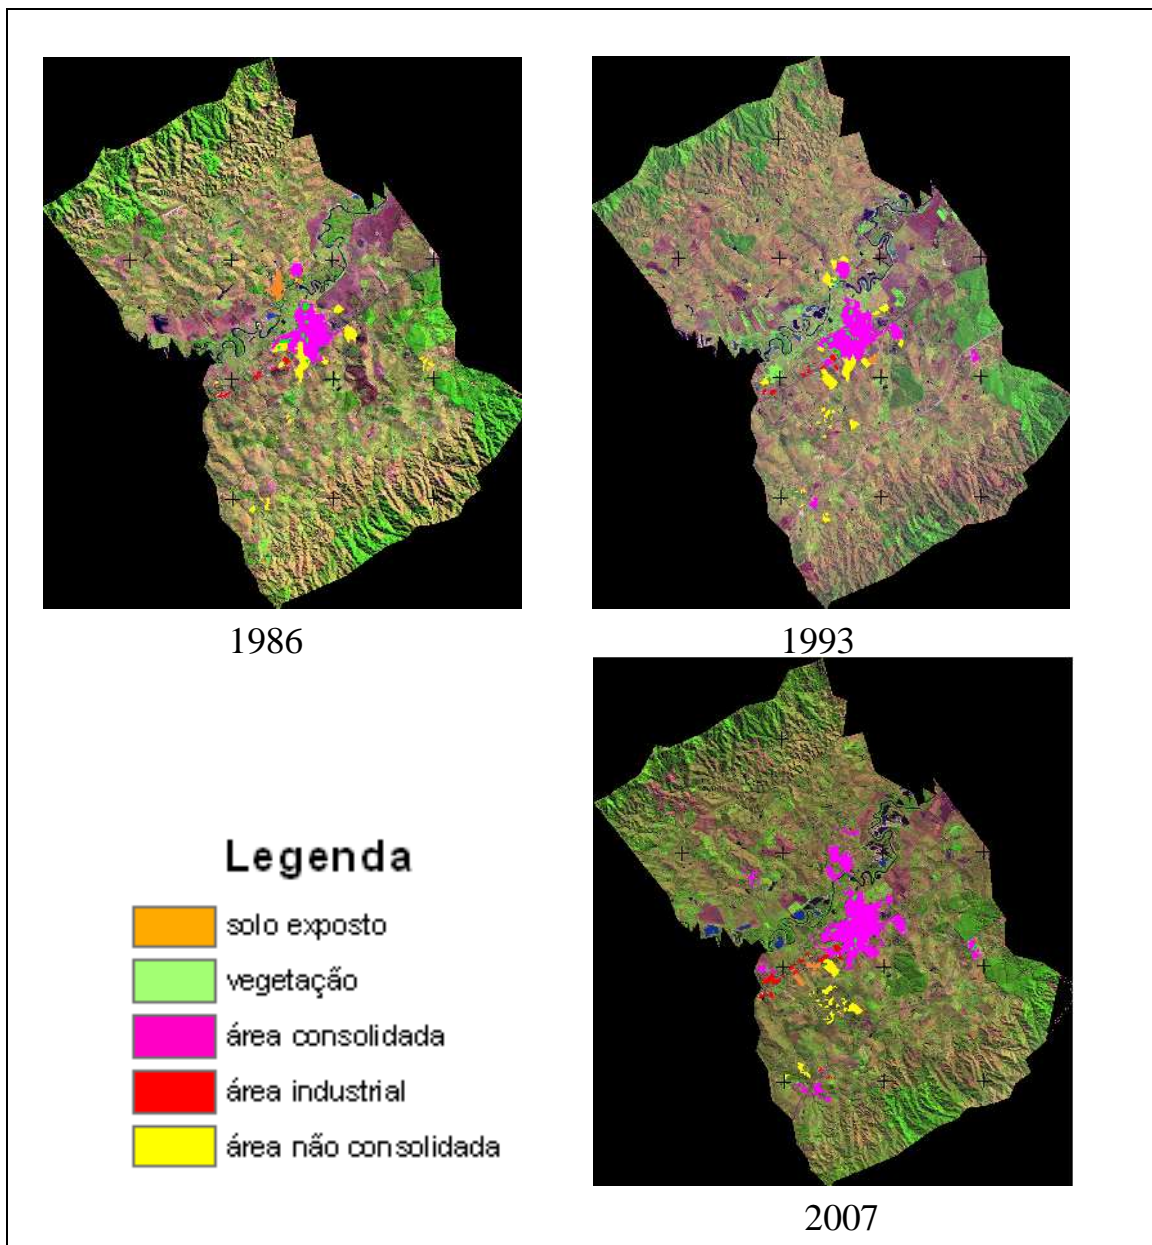 1986
1993
Legenda
solo exposto
vegetação
área consolidada
área industrial
área não consolidada
2007